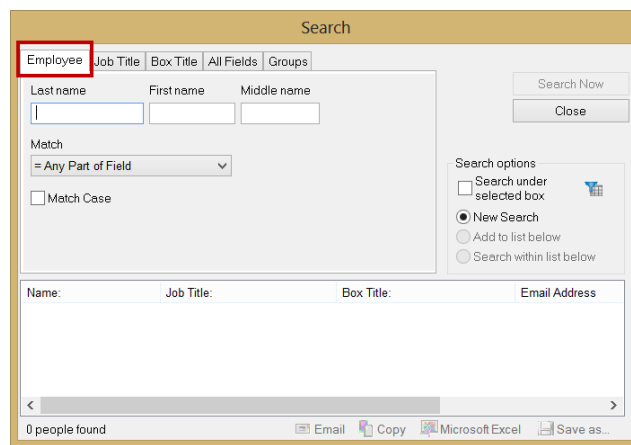 Search
Employee Job Title Box Title All Fields Groups
Last name First name Middle name
Search Now
Close
Match
= Any Part of Field
Match Case
Search options
Search under
selected box
New Search
Add to list below
Search within list below
Name: Job Title: Box Title: Email Address
0 people found Email Copy Microsoft Excel Save as...